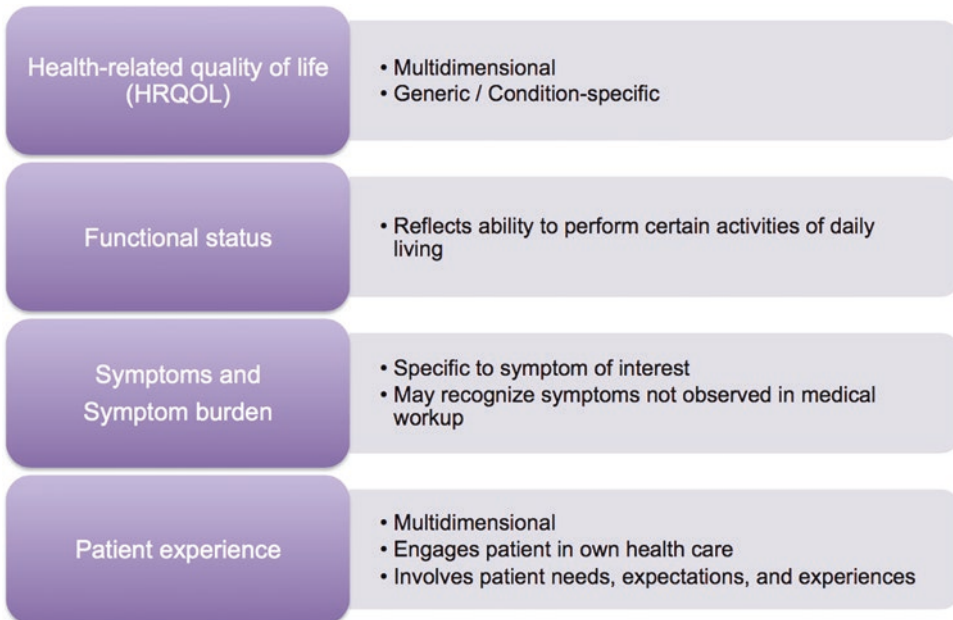 Health-related quality of life
(HRQOL)
• Multidimensional
• Generic / Condition-specific
Functional status
• Reflects ability to perform certain activities of daily
living
Symptoms and
Symptom burden
• Specific to symptom of interest
• May recognize symptoms not observed in medical
workup
Patient experience
• Multidimensional
• Engages patient in own health care
• Involves patient needs, expectations, and experiences